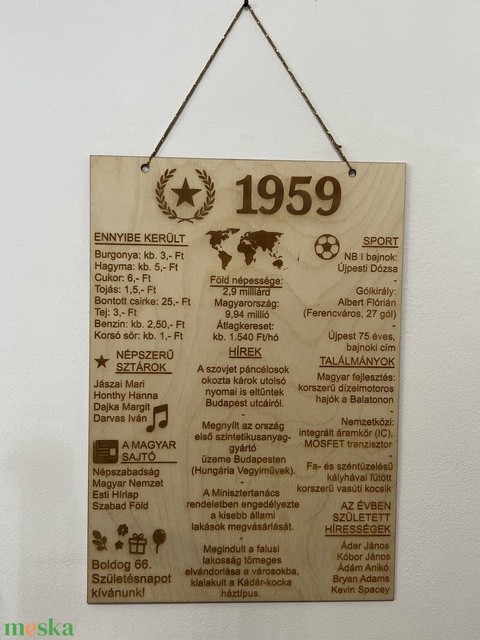 1959
ENNYIBE KERÜLT
Burgonya: kb. 3,- Ft
Hagyma: kb. 5,- Ft
Cukor: 6,- Ft
Tojás: 1,5,- Ft
Bontott csirke: 25,- Ft
Tej: 3,- Ft
Benzin: kb. 2,50,- Ft
Korsó sör: kb. 1,- Ft
NÉPSZERŰ
SZTÁROK
Jászai Mari
Honthy Hanna
Dajka Margit
Darvas Iván
A MAGYAR
SAJTÓ
Népszabadság
Magyar Nemzet
Esti Hírlap
Szabad Föld
Boldog 66.
Születésnapot
kívánunk!
Föld népessége:
2,9 milliárd
Magyarország:
9,94 millió
Átlagkereset:
kb. 1.540 Ft/hó
HÍREK
A szovjet páncélosok
okozta károk utolsó
nyomai is eltűntek
Budapest utcáiról.
-
Megnyílt az ország
első szintetikusanyag-
gyártó
üzeme Budapesten
(Hungária Vegyiművek).
-
A Minisztertanács
rendeletben engedélyezte
a kisebb állami
lakások megvásárlását.
-
Megindult a falusi
lakosság tömeges
elvándorlása a városokba,
kialakult a Kádár-kocka
háztípus.
SPORT
NB I bajnok:
Újpesti Dózsa
-
Gólkirály:
Albert Flórián
(Ferencváros, 27 gól)
-
Újpest 75 éves,
bajnoki cím
TALÁLMÁNYOK
Magyar fejlesztés:
korszerű dízelmotoros
hajók a Balatonon
-
Nemzetközi:
integrált áramkör (IC),
MOSFET tranzisztor
-
Fa- és széntüzelésű
kályhával fűtött
korszerű vasúti kocsik
AZ ÉVBEN
SZÜLETETT
HÍRESSÉGEK
Áder János
Kóbor János
Ádám Anikó
Bryan Adams
Kevin Spacey
meska